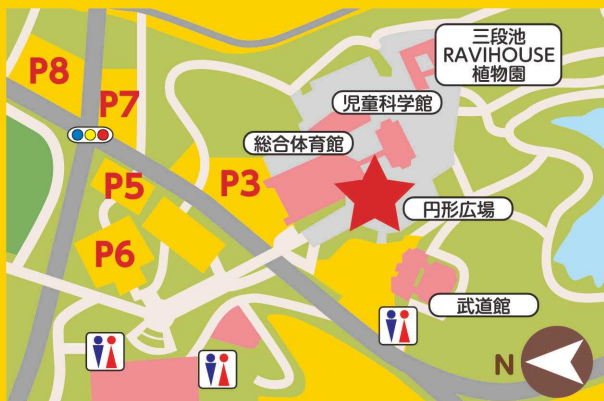 三段池
RAVIHOUSE
植物園
P8
P7
児童科学館
総合体育館
P5
P3
円形広場
P6
武道館
N